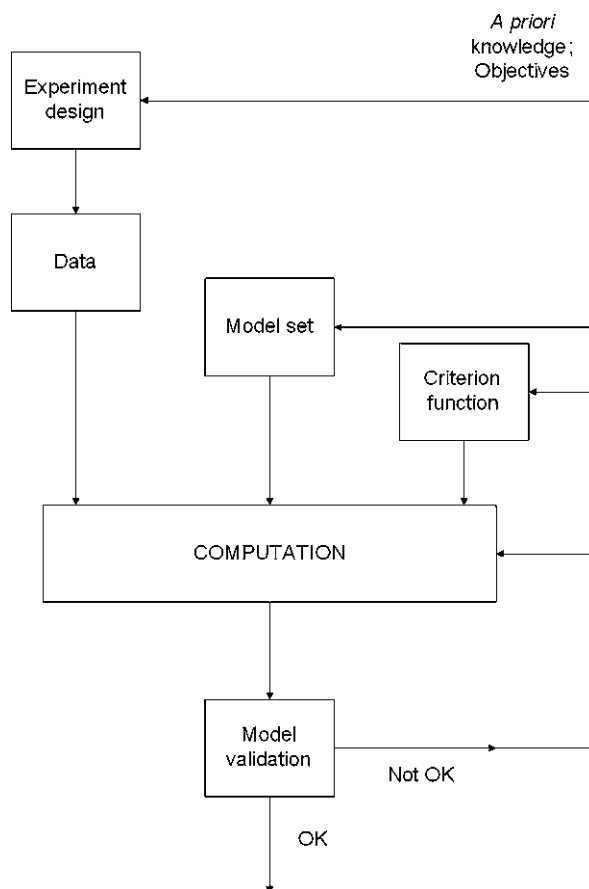 A priori
knowledge;
Objectives
Experiment
design
Data
Model set
Criterion
function
COMPUTATION
Model
validation
Not OK
OK